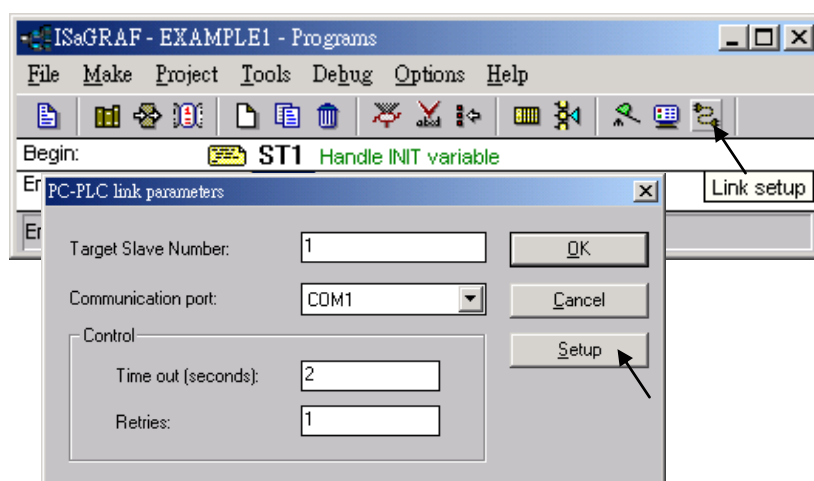 ISaGRAF - EXAMPLE1 - Programs
File Make Project Tools Debug Options Help
Begin: ST1 Handle INIT variable
Link setup
PC-PLC link parameters
Target Slave Number: 1 OK
Communication port: COM1 Cancel
Control
Setup
Time out (seconds): 2
Retries: 1